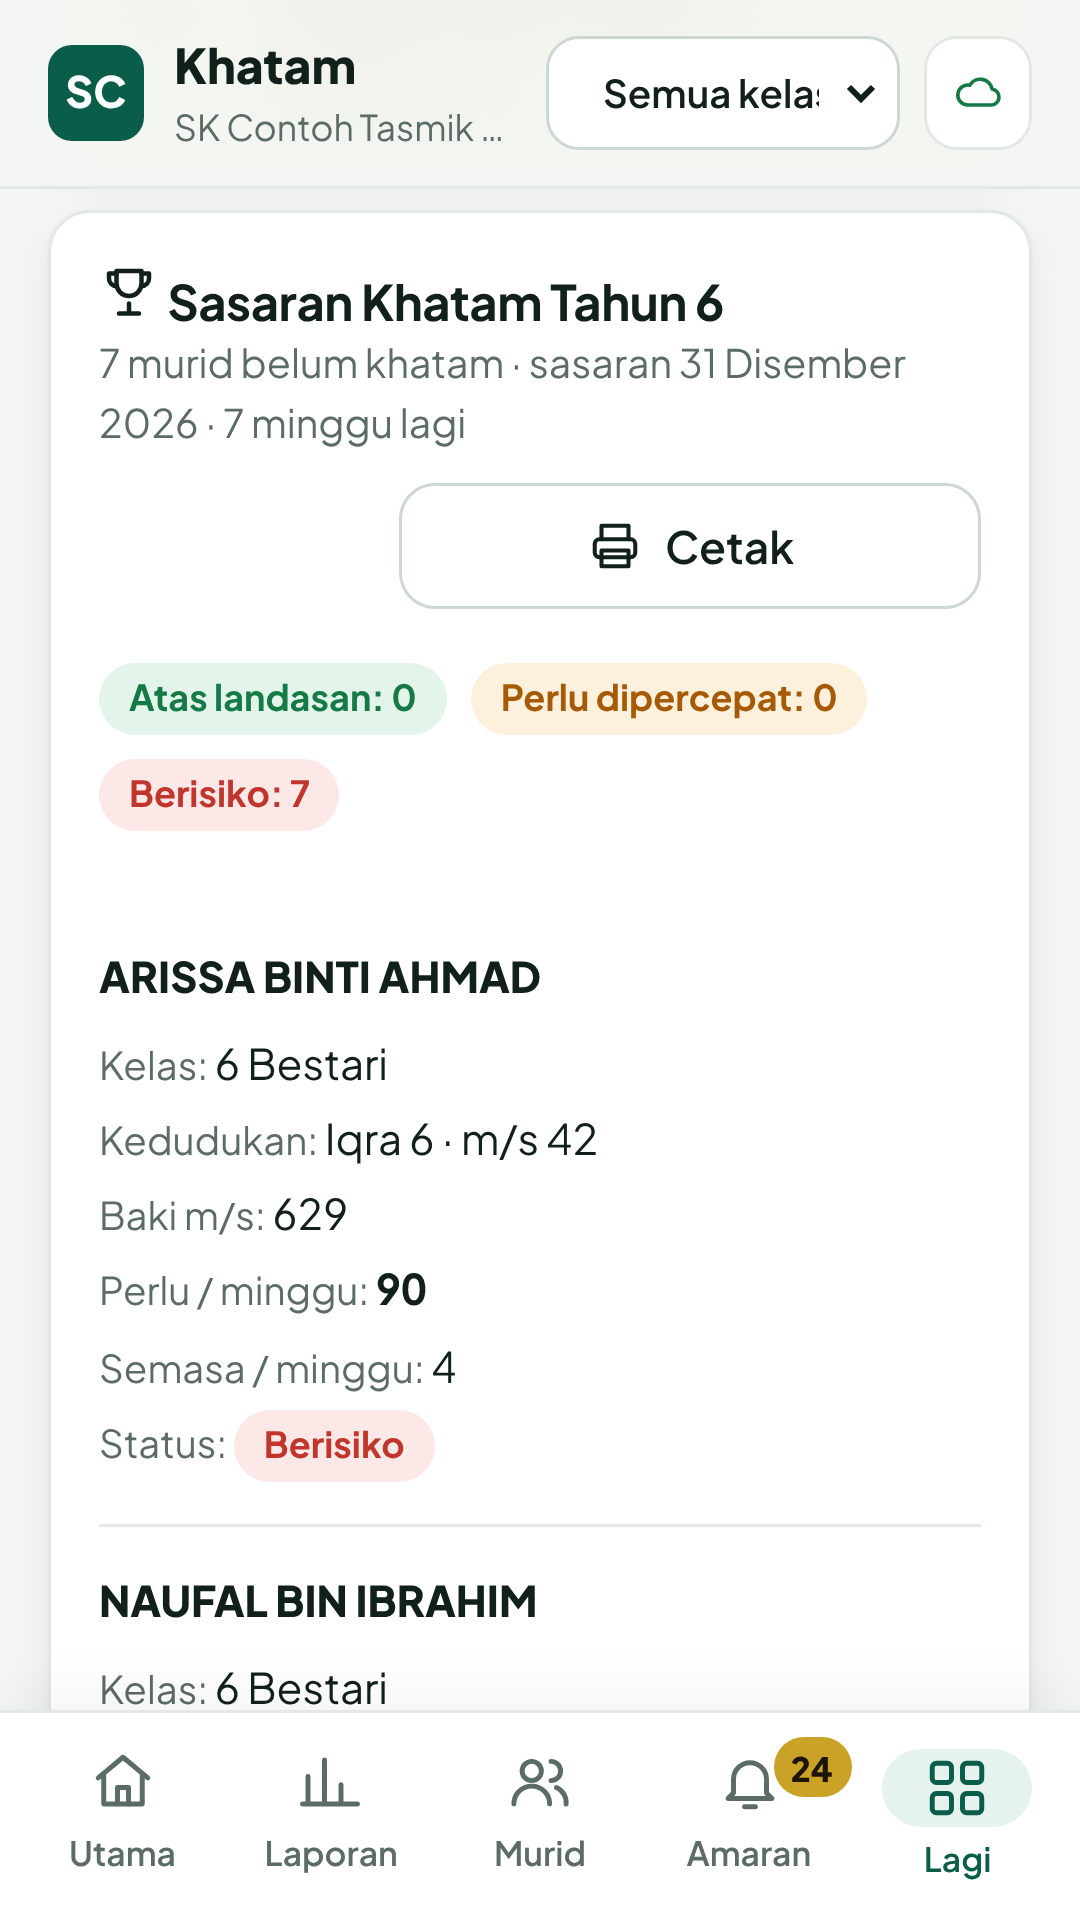 SC
Khatam
SK Contoh Tasmik ...
Semua kelas
Sasaran Khatam Tahun 6
7 murid belum khatam · sasaran 31 Disember
2026 · 7 minggu lagi
Cetak
Atas landasan: 0
Perlu dipercepat: 0
Berisiko: 7
ARISSA BINTI AHMAD
Kelas: 6 Bestari
Kedudukan: Iqra 6 · m/s 42
Baki m/s: 629
Perlu / minggu: 90
Semasa / minggu: 4
Status: Berisiko
NAUFAL BIN IBRAHIM
Kelas: 6 Bestari
24
Utama
Laporan
Murid
Amaran
Lagi